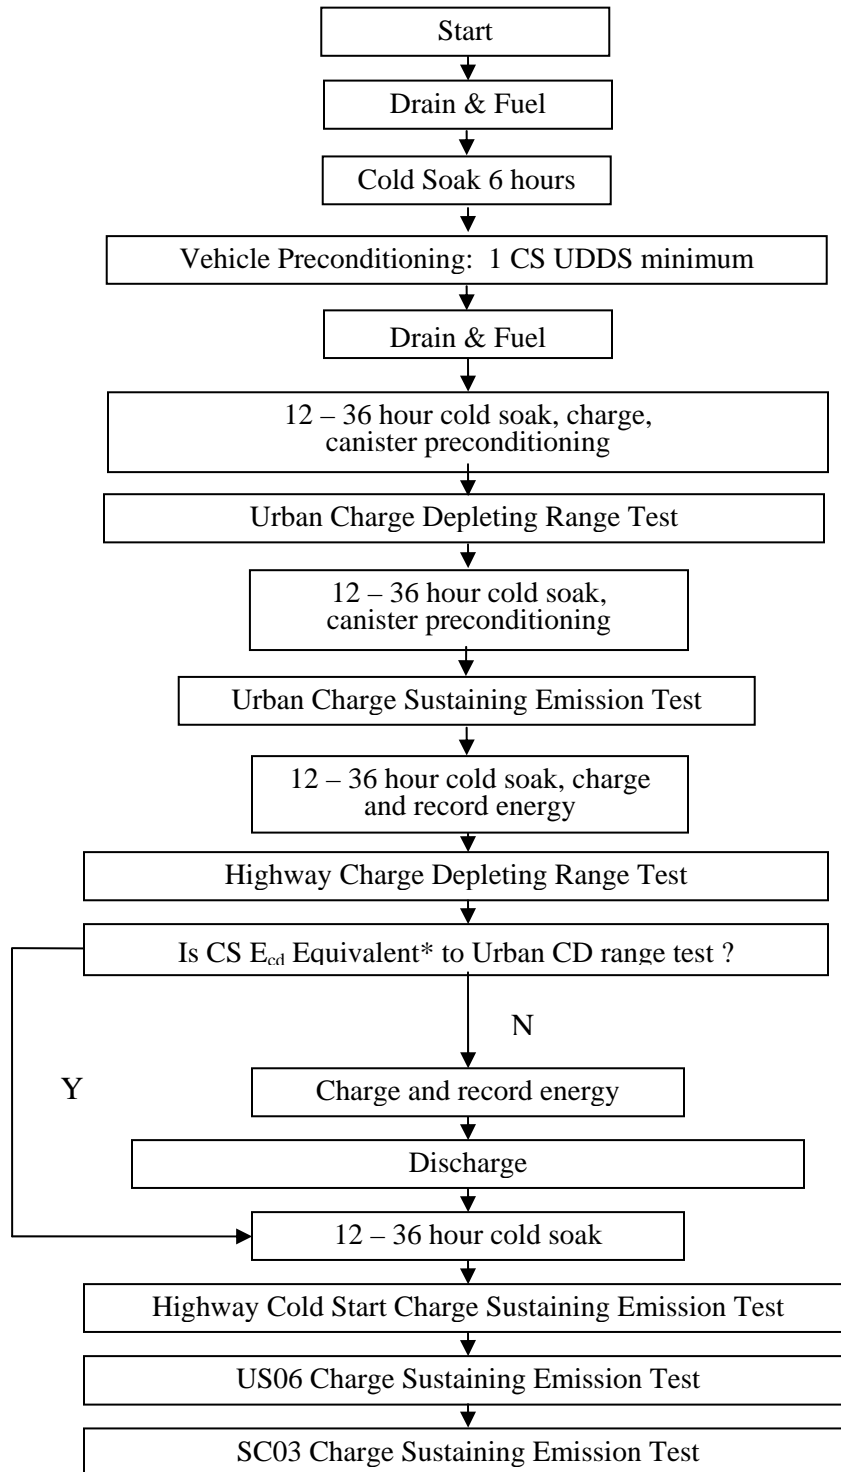 Start
Drain & Fuel
Cold Soak 6 hours
Vehicle Preconditioning:  1 CS UDDS minimum
Drain & Fuel
12 – 36 hour cold soak, charge,
canister preconditioning
Urban Charge Depleting Range Test
12 – 36 hour cold soak,
canister preconditioning
Urban Charge Sustaining Emission Test
12 – 36 hour cold soak, charge
and record energy
Highway Charge Depleting Range Test
Is CS Ecd Equivalent* to Urban CD range test ?
N
Y
Charge and record energy
Discharge
12 – 36 hour cold soak
Highway Cold Start Charge Sustaining Emission Test
US06 Charge Sustaining Emission Test
SC03 Charge Sustaining Emission Test